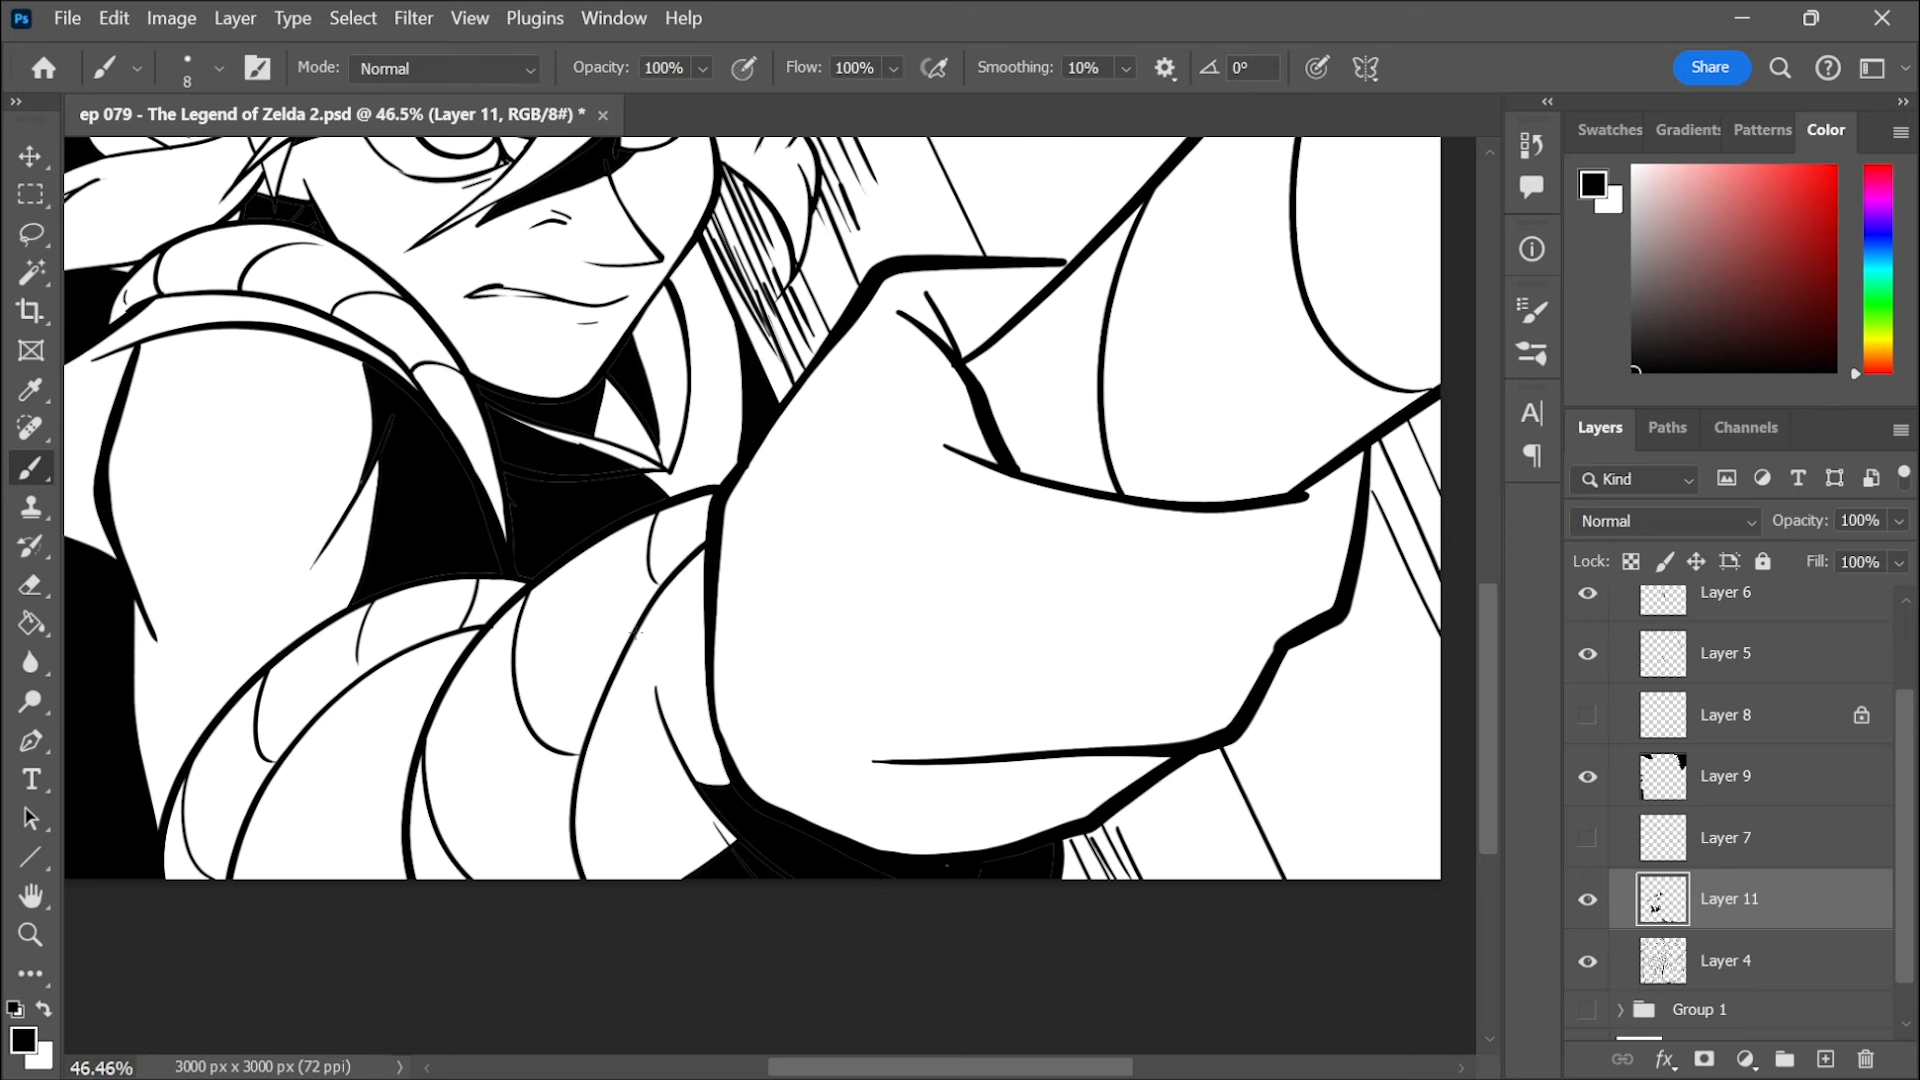 Ps File Edit Image Layer Type Select Filter View Plugins Window Help
8 Mode: Normal Opacity: 100% Flow: 100% Smoothing: 10% 0° Share
ep 079 - The Legend of Zelda 2.psd @ 46.5% (Layer 11, RGB/8#) *
Swatches Gradients Patterns Color
Layers Paths Channels
Kind
Normal Opacity: 100%
Lock: Fill: 100%
Layer 6
Layer 5
Layer 8
Layer 9
Layer 7
Layer 11
Layer 4
Group 1
46.46% 3000 px x 3000 px (72 ppi)